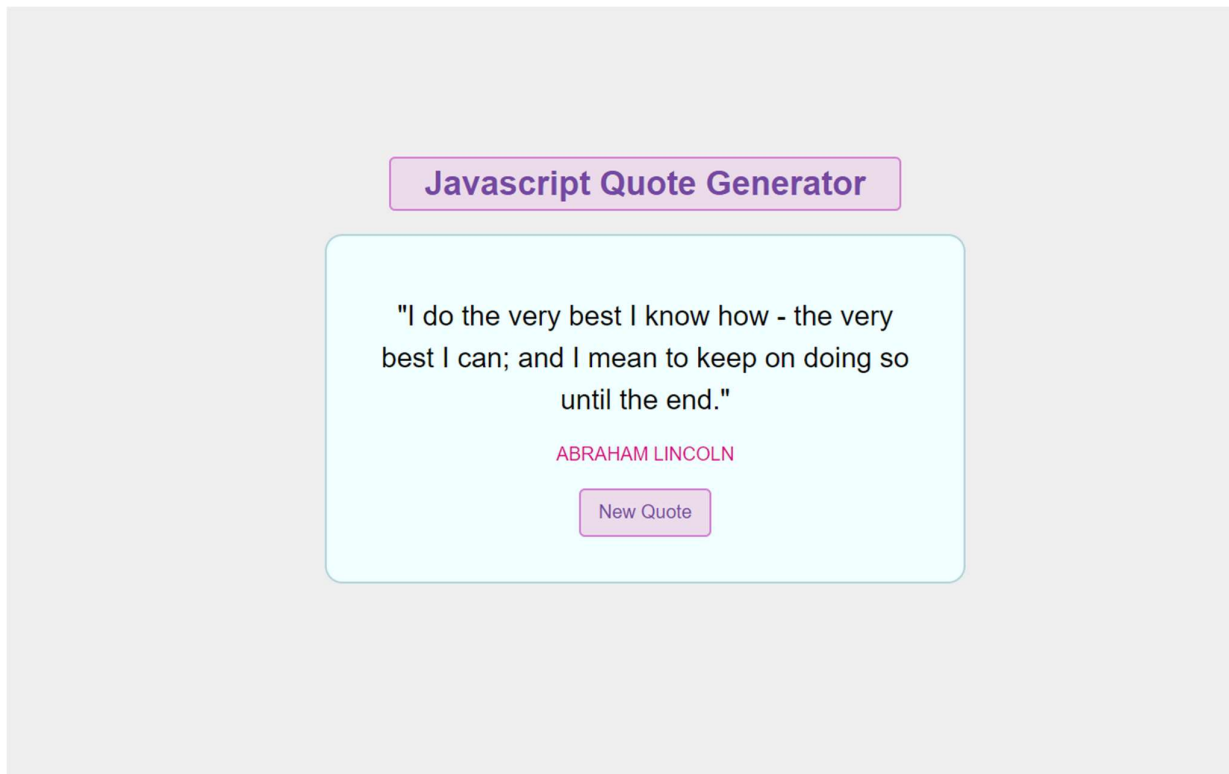 Javascript Quote Generator
"I do the very best I know how - the very
best I can; and I mean to keep on doing so
until the end."
ABRAHAM LINCOLN
New Quote